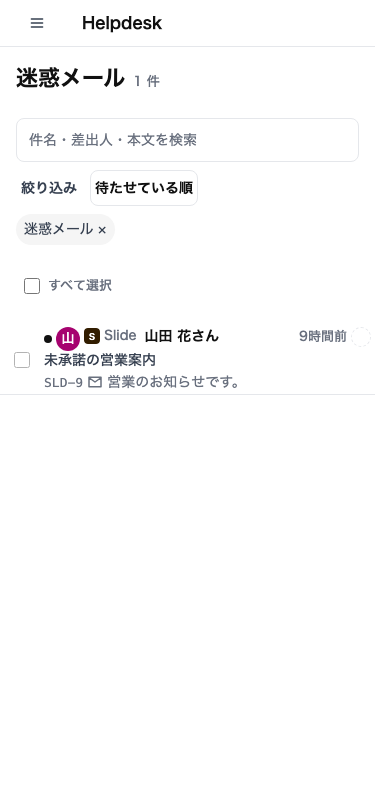 Helpdesk
迷惑メール 1 件
件名・差出人・本文を検索
絞り込み 待たせている順
迷惑メール ×
すべて選択
山 S Slide 山田 花さん 9時間前
未承諾の営業案内
SLD-9 営業のお知らせです。